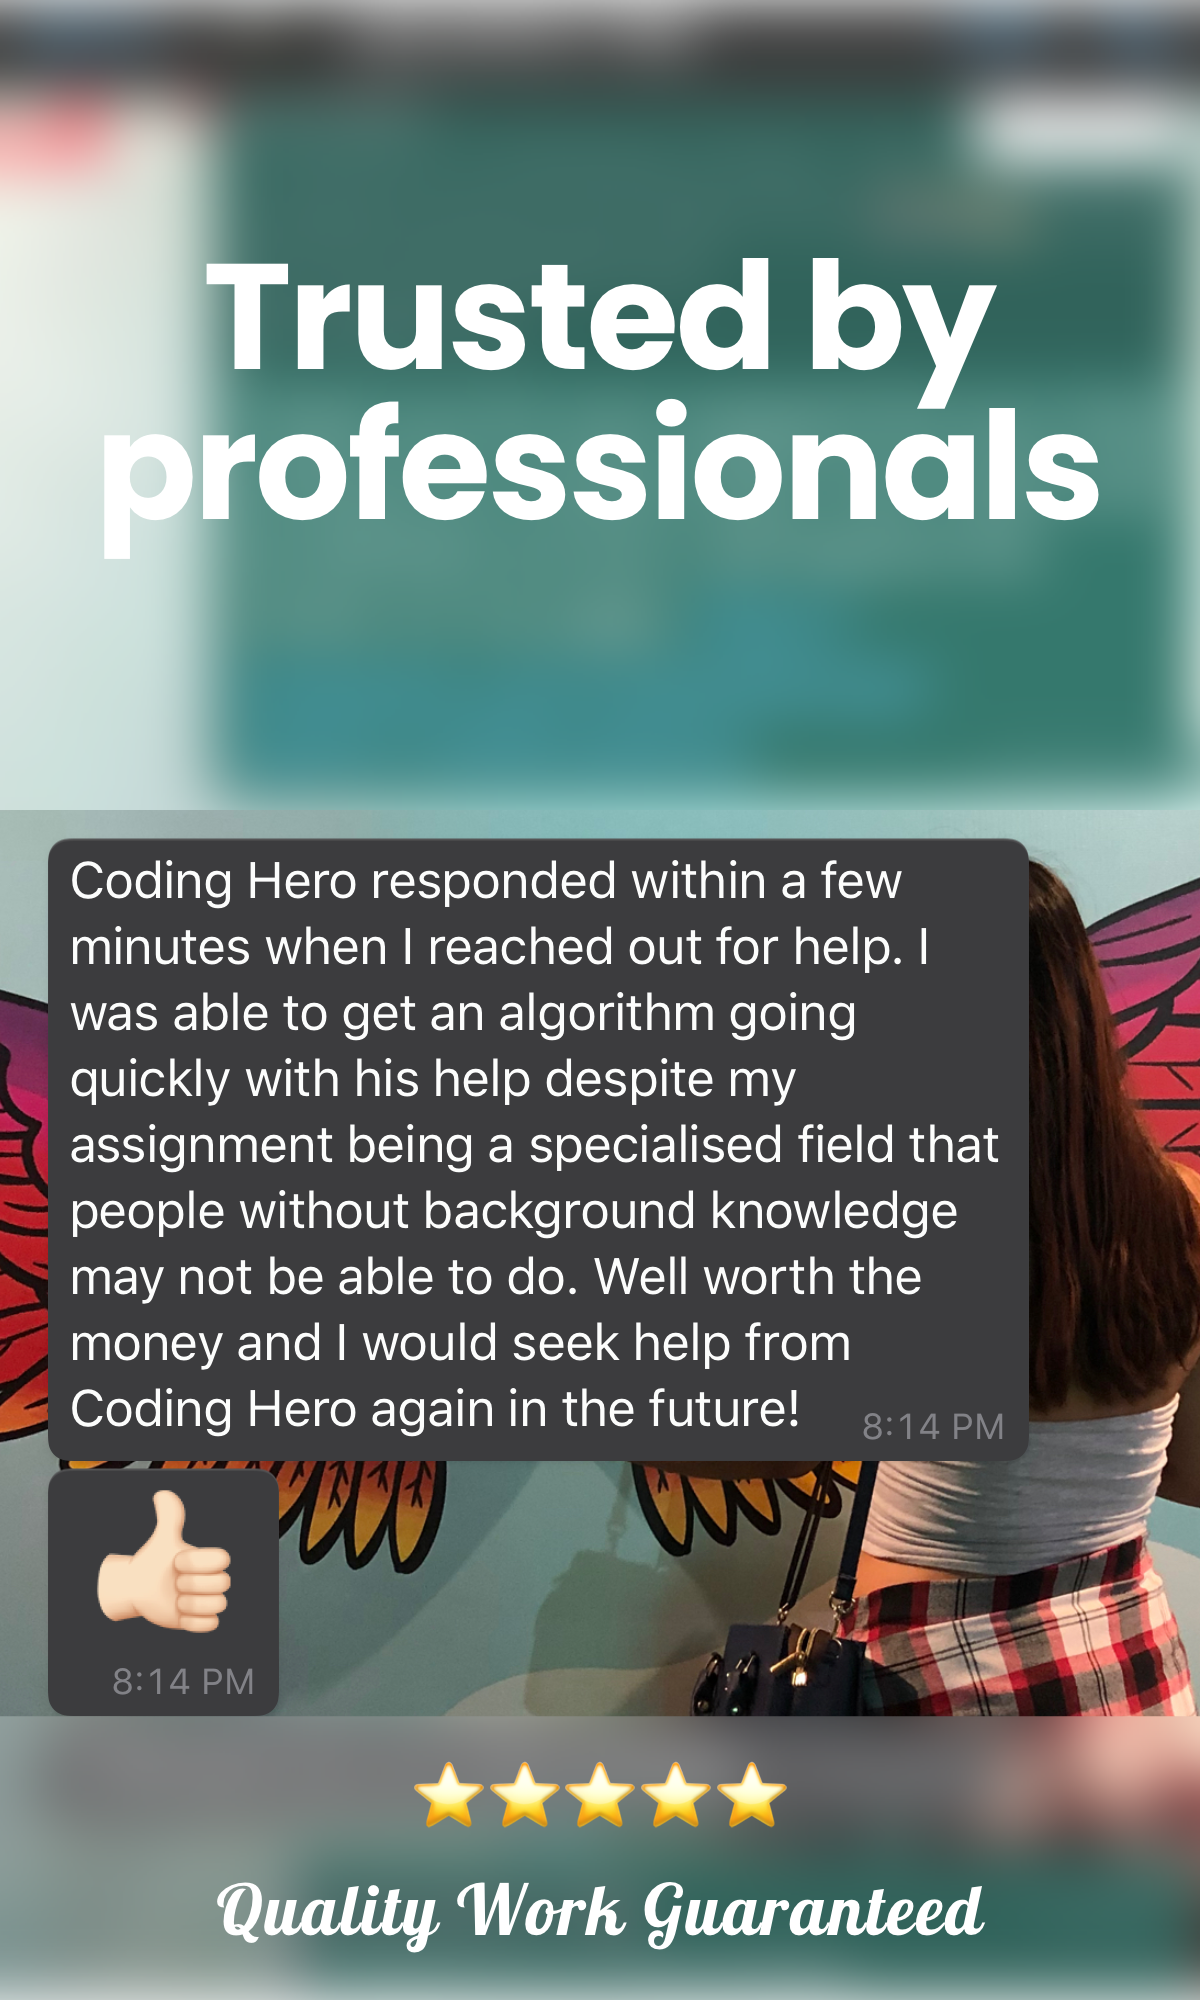 Trusted by
professionals
Coding Hero responded within a few
minutes when I reached out for help. I
was able to get an algorithm going
quickly with his help despite my
assignment being a specialised field that
people without background knowledge
may not be able to do. Well worth the
money and I would seek help from
Coding Hero again in the future!
8:14 PM
8:14 PM
Quality Work Guaranteed